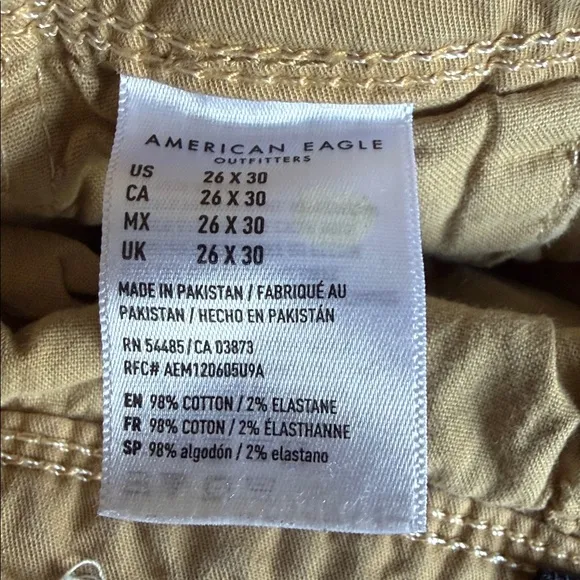 AMERICAN EAGLE
OUTFITTERS
US 26 X 30
CA 26 X 30
MX 26 X 30
UK 26 X 30
MADE IN PAKISTAN / FABRIQUÉ AU
PAKISTAN / HECHO EN PAKISTÁN
RN 54485/CA 03873
RFC# AEM120605U9A
EN 98% COTTON / 2% ELASTANE
FR 98% COTON / 2% ÉLASTHANNE
SP 98% algodón / 2% elastano